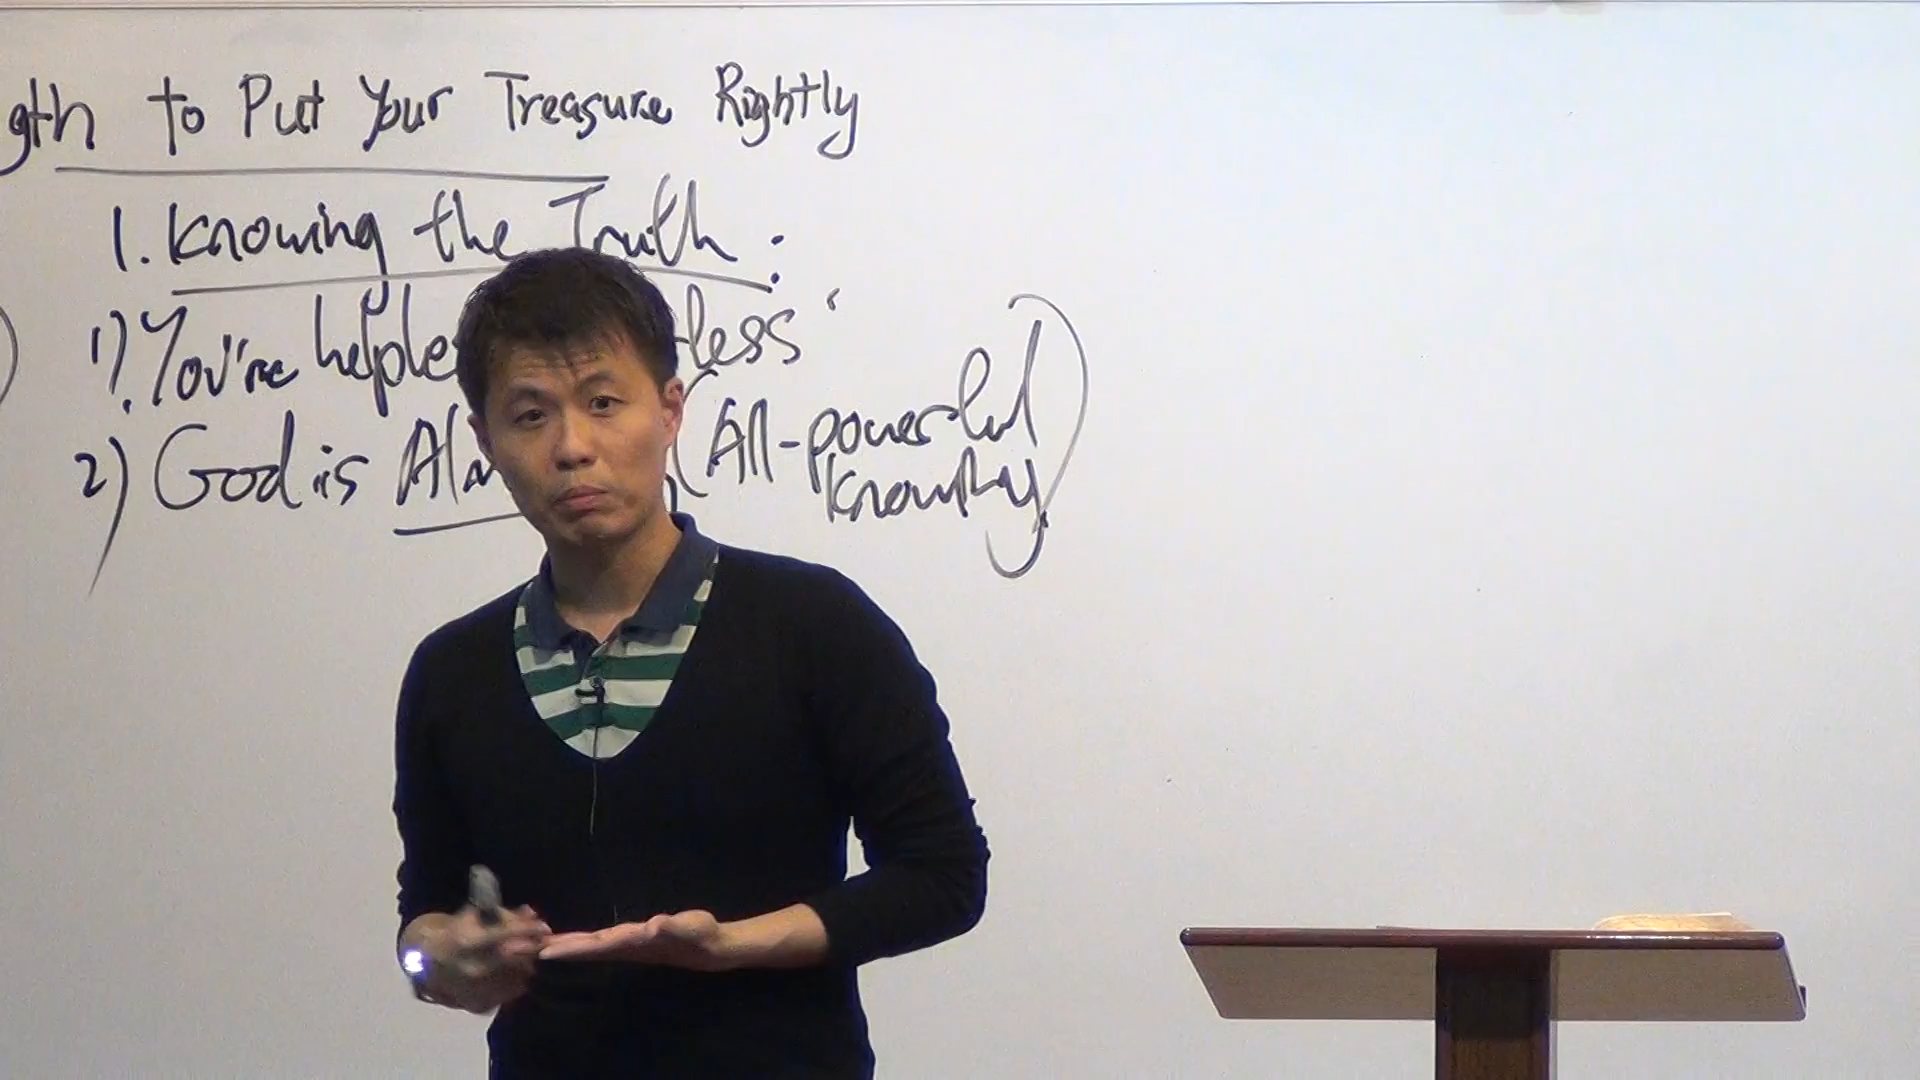 gth to Put Your Treasure Rightly
1. Knowing the Truth:
1). You're helple less
2) God is Al (All-powerful
knowing)